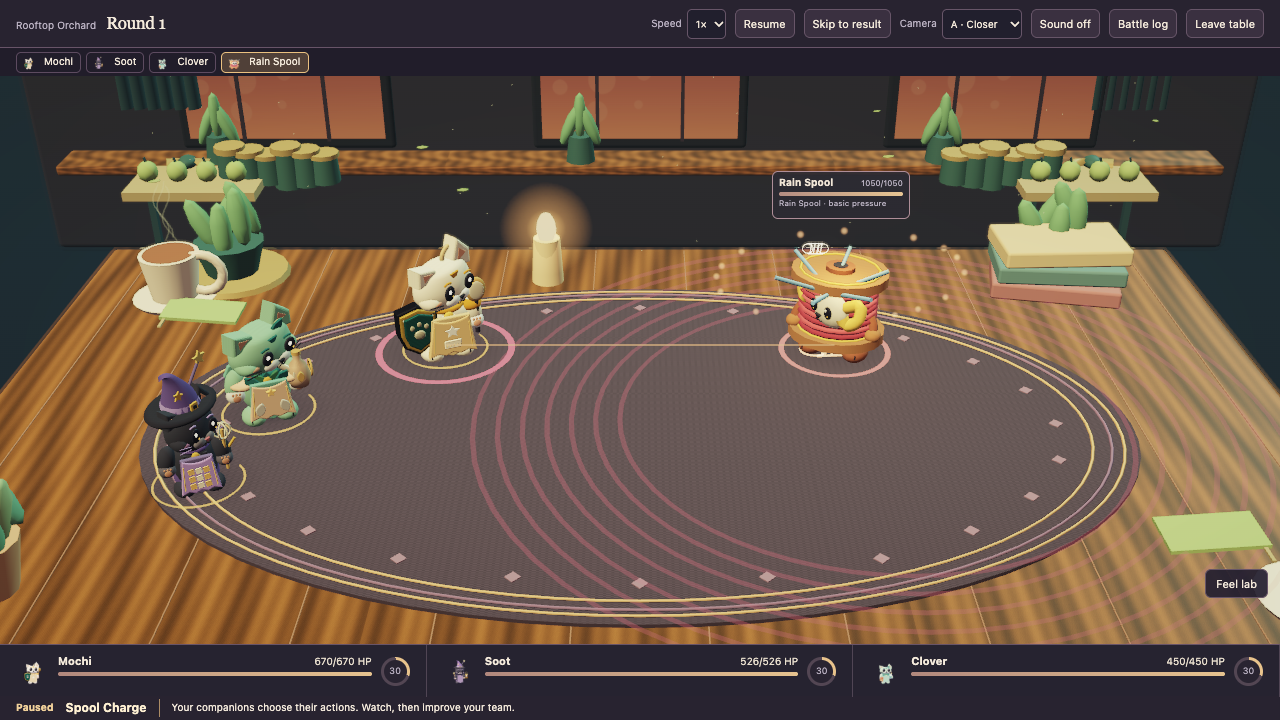 Rooftop Orchard Round 1
Speed 1x Resume Skip to result Camera A · Closer Sound off Battle log Leave table
Mochi Soot Clover Rain Spool
Rain Spool 1050/1050
Rain Spool · basic pressure
Feel lab
Mochi 670/670 HP 30
Soot 526/526 HP 30
Clover 450/450 HP 30
Paused Spool Charge Your companions choose their actions. Watch, then improve your team.